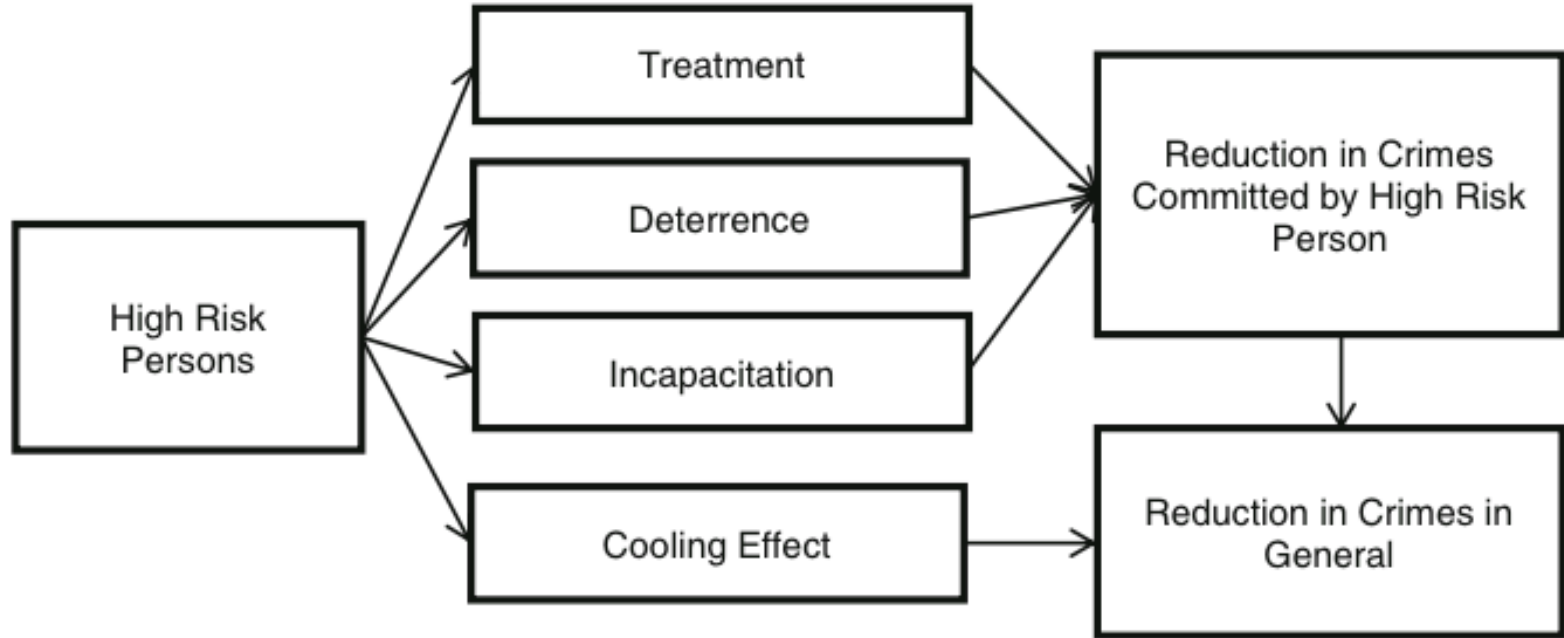 High Risk
Persons
Treatment
Deterrence
Incapacitation
Cooling Effect
Reduction in Crimes
Committed by High Risk
Person
Reduction in Crimes in
General